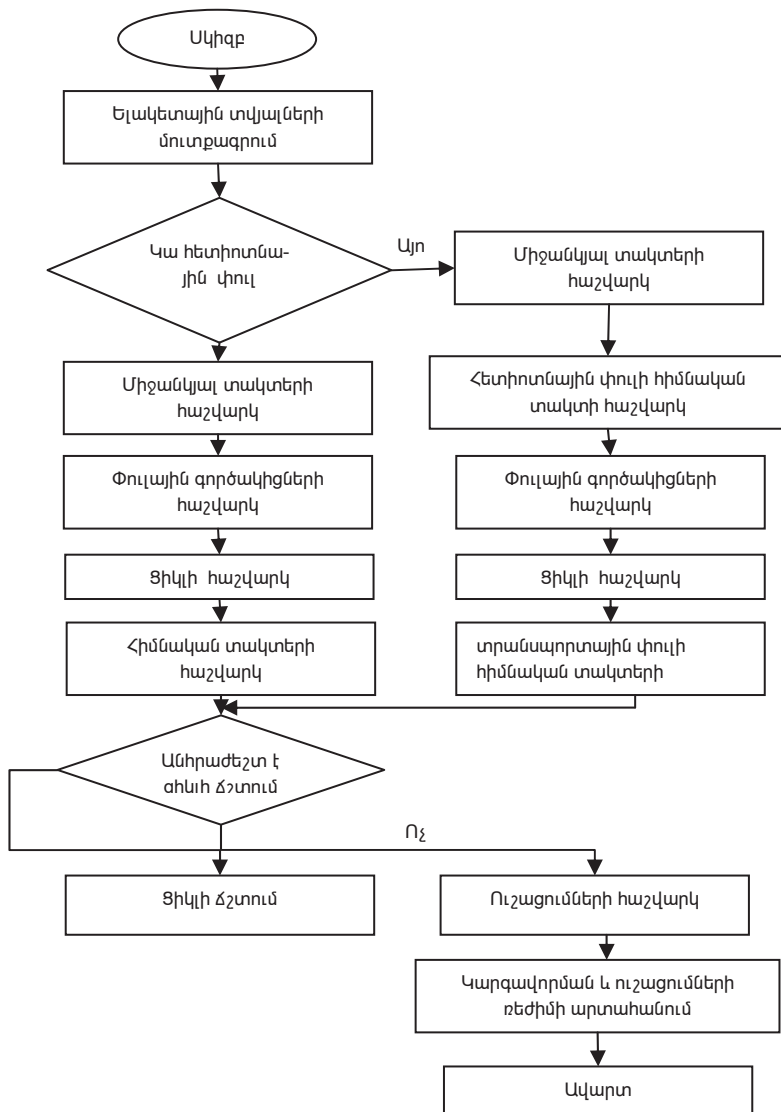 Սկիզբ
Ելակետային տվյալների
մուտքագրում
Կա հետիոտնա-
յին փուլ
Այո
Միջանկյալ տակտերի
հաշվարկ
Միջանկյալ տակտերի
հաշվարկ
Հետիոտնային փուլի հիմնական
տակտի հաշվարկ
Փուլային գործակիցների
հաշվարկ
Փուլային գործակիցների
հաշվարկ
Ցիկլի հաշվարկ
Ցիկլի հաշվարկ
Հիմնական տակտերի
հաշվարկ
տրանսպորտային փուլի
հիմնական տակտերի
Անհրաժեշտ է
ճշտում
Ոչ
Ցիկլի ճշտում
Ուշացումների հաշվարկ
Կարգավորման և ուշացումների
ռեժիմի արտահանում
Ավարտ